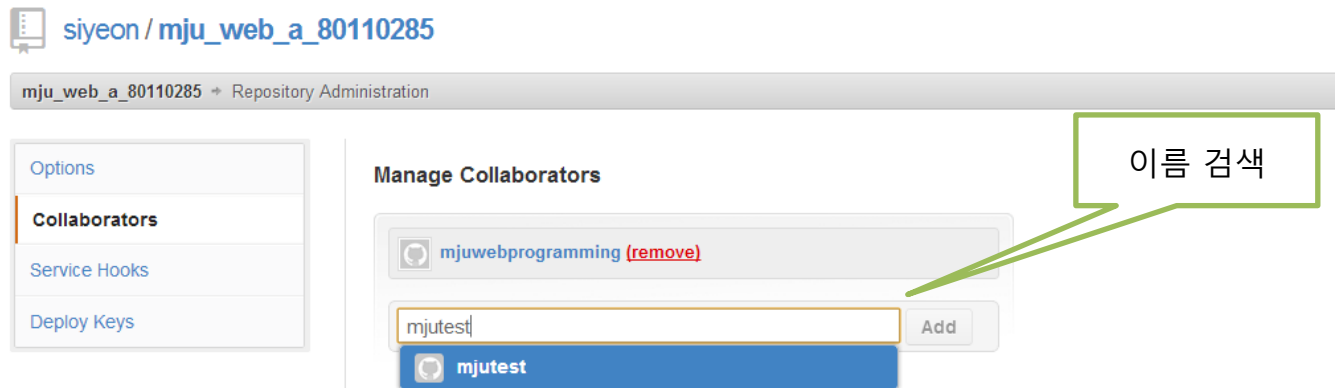 siyeon / mju_web_a_80110285
mju_web_a_80110285 → Repository Administration
Options
Collaborators
Service Hooks
Deploy Keys
Manage Collaborators
mjuwebprogramming (remove)
mjutest
Add
mjutest
이름 검색